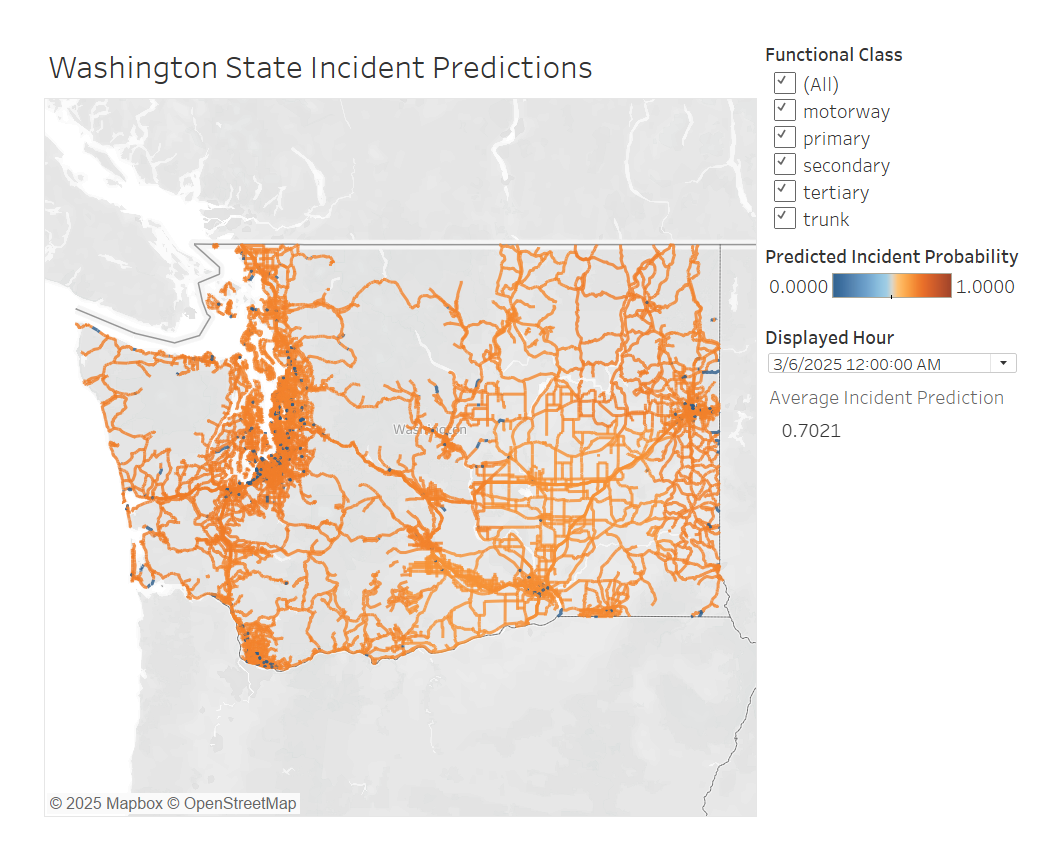 Washington State Incident Predictions
Washington
© 2025 Mapbox © OpenStreetMap
Functional Class
(All)
motorway
primary
secondary
tertiary
trunk
Predicted Incident Probability
0.0000 1.0000
Displayed Hour
3/6/2025 12:00:00 AM
Average Incident Prediction
0.7021